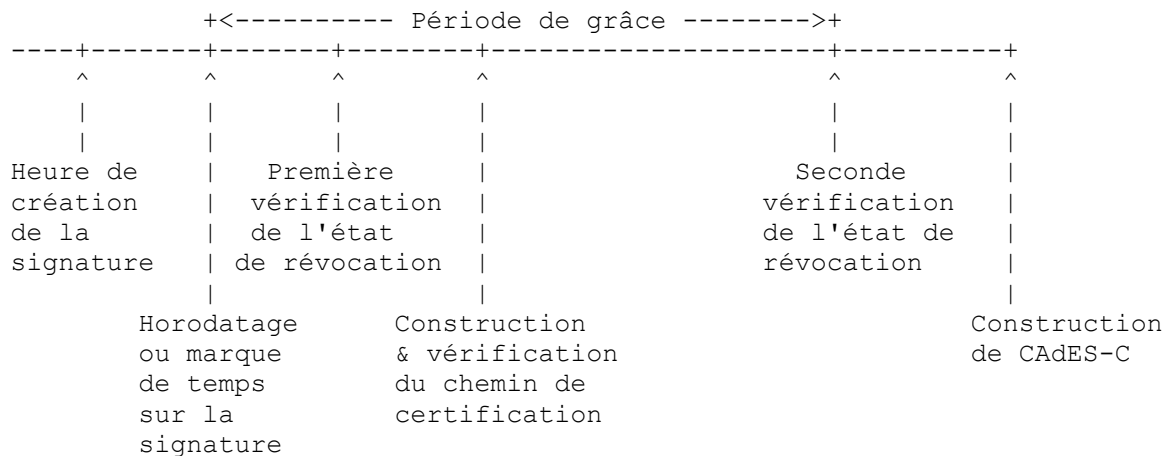 +<---------- Période de grâce -------->+
----+-------+-------+--------+---------------------+----------+
^ ^ ^ ^ ^ ^
| | | | | |
| | | | | |
Heure de | Première | Seconde |
création | vérification | vérification |
de la | de l'état | de l'état de |
signature | de révocation | révocation |
| | |
Horodatage Construction Construction
ou marque & vérification de CAdES-C
de temps du chemin de
sur la certification
signature